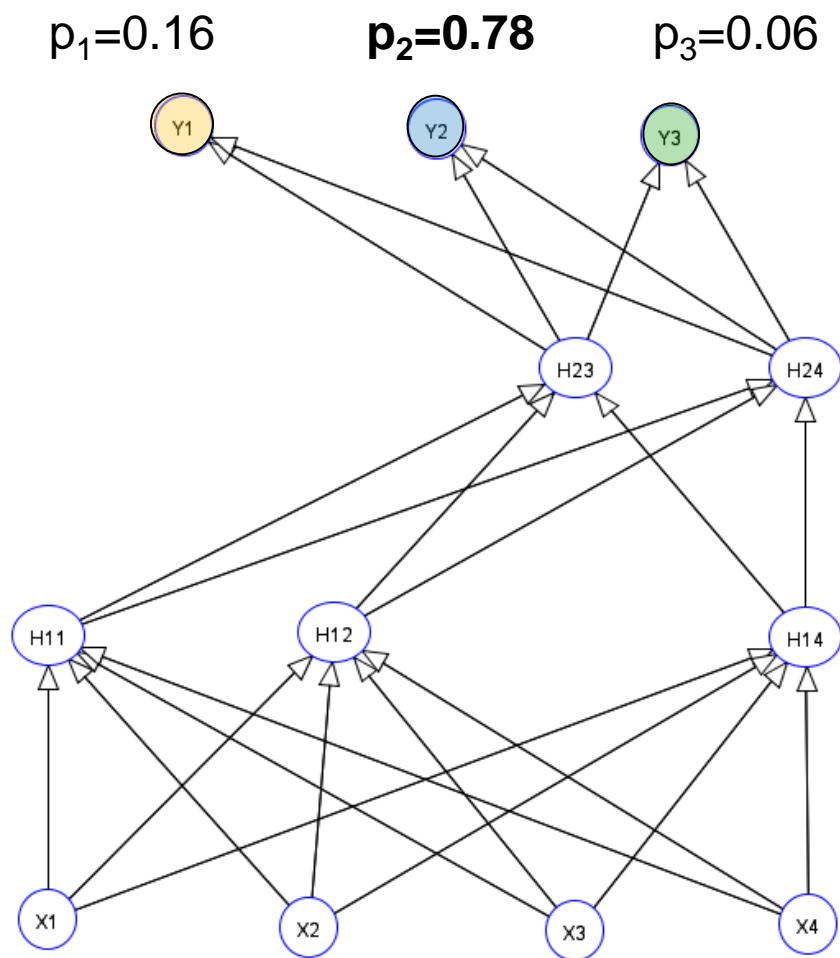 p₁=0.16 p₂=0.78 p₃=0.06
Y1 Y2 Y3
H23 H24
H11 H12 H14
X1 X2 X3 X4